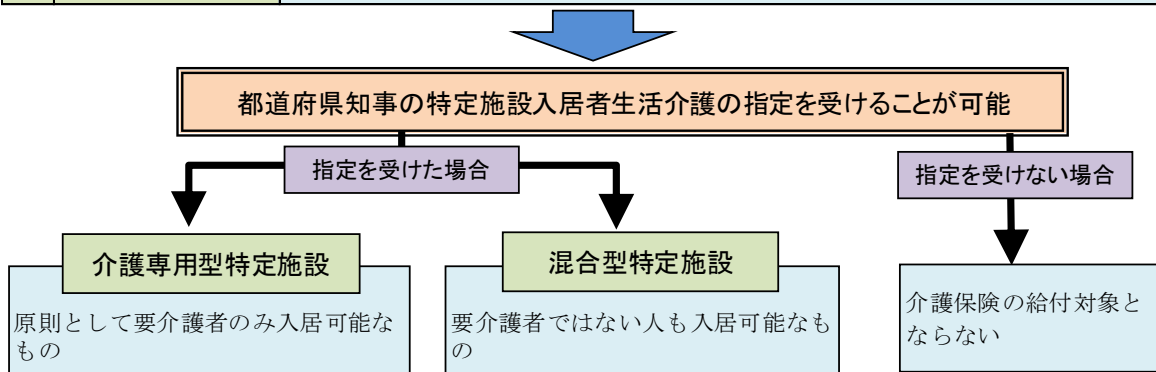 都道府県知事の特定施設入居者生活介護の指定を受けることが可能
指定を受けた場合
指定を受けない場合
介護専用型特定施設
原則として要介護者のみ入居可能な
もの
混合型特定施設
要介護者ではない人も入居可能なも
の
介護保険の給付対象と
ならない